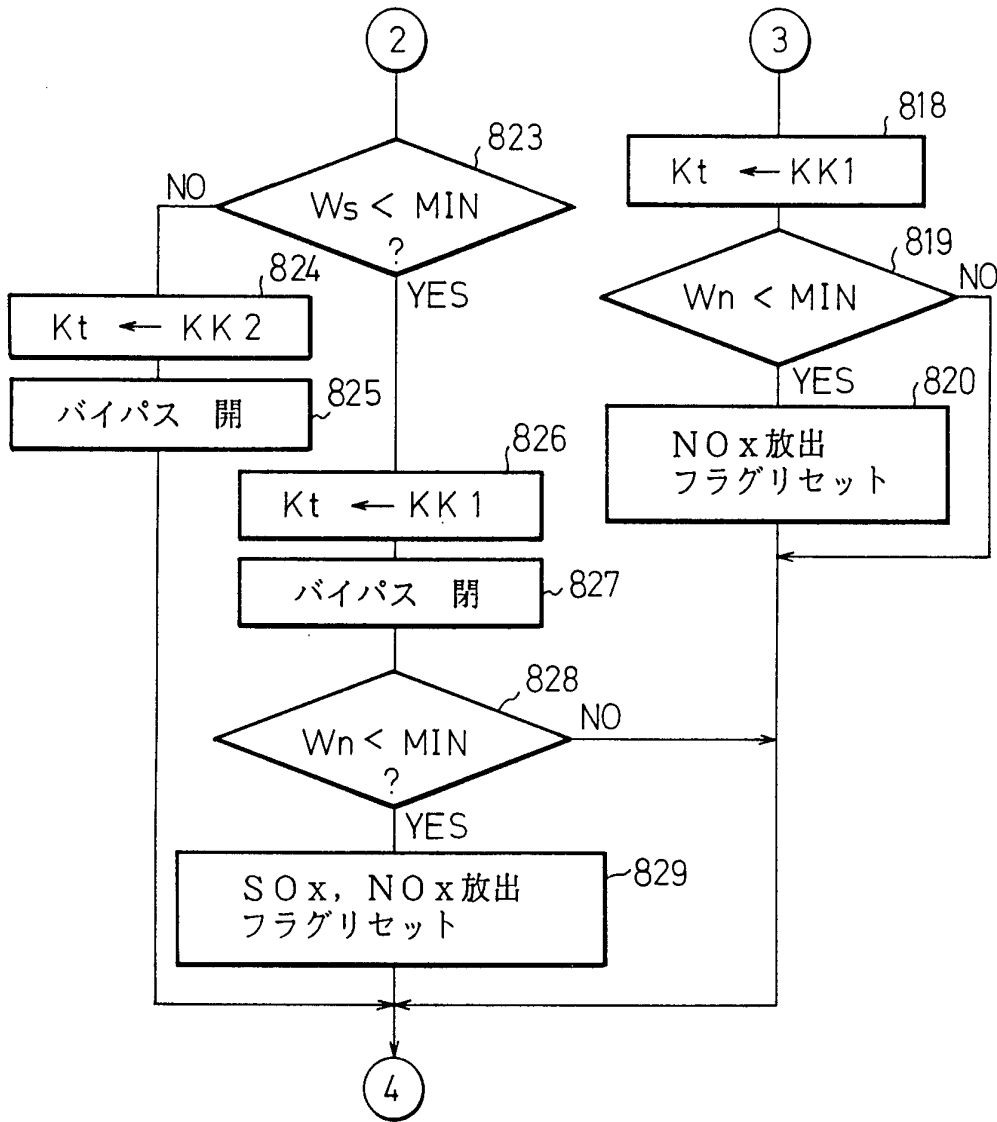 2
3
823
Ws < MIN
?
NO
YES
818
Kt ← KK1
819
Wn < MIN
NO
YES
824
Kt ← KK2
825
バイパス 開
820
NOx放出
フラグリセット
826
Kt ← KK1
827
バイパス 閉
828
Wn < MIN
?
NO
YES
829
SOx, NOx放出
フラグリセット
4